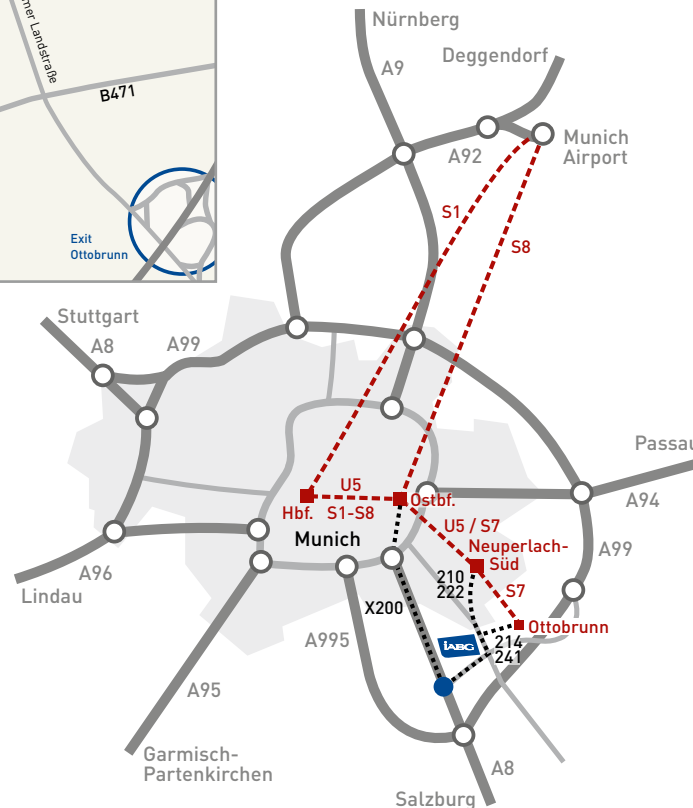 mer Landstraße
B471
Exit
Ottobrunn
Nürnberg
A9
Deggendorf
A92
Munich
Airport
S1
S8
Stuttgart
A8
A99
Passau
U5
Hbf.
S1-S8
Ostbf.
Munich
U5 / S7
A94
Neuperlach-
Süd
A99
A96
Lindau
210
222
S7
X200
Ottobrunn
IABG
214
241
A995
A95
Garmisch-
Partenkirchen
A8
Salzburg